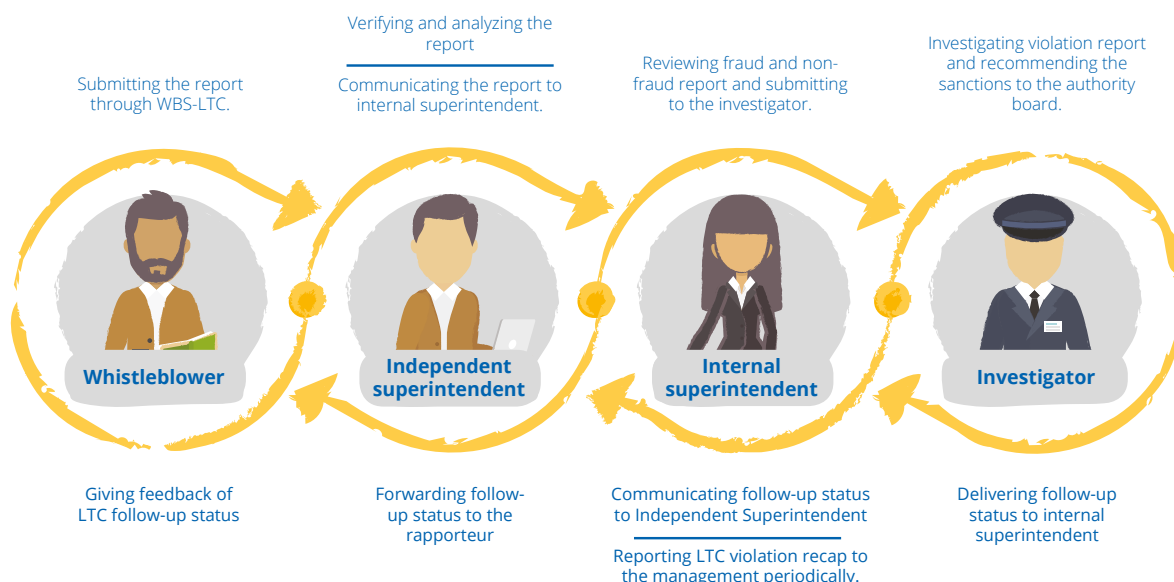 Submitting the report
through WBS-LTC.
Verifying and analyzing the
report
Communicating the report to
internal superintendent.
Reviewing fraud and non-
fraud report and submitting
to the investigator.
Investigating violation report
and recommending the
sanctions to the authority
board.
Whistleblower
Independent
superintendent
Internal
superintendent
Investigator
Giving feedback of
LTC follow-up status
Forwarding follow-
up status to the
rapporteur
Communicating follow-up status
to Independent Superintendent
Reporting LTC violation recap to
the management periodically.
Delivering follow-up
status to internal
superintendent